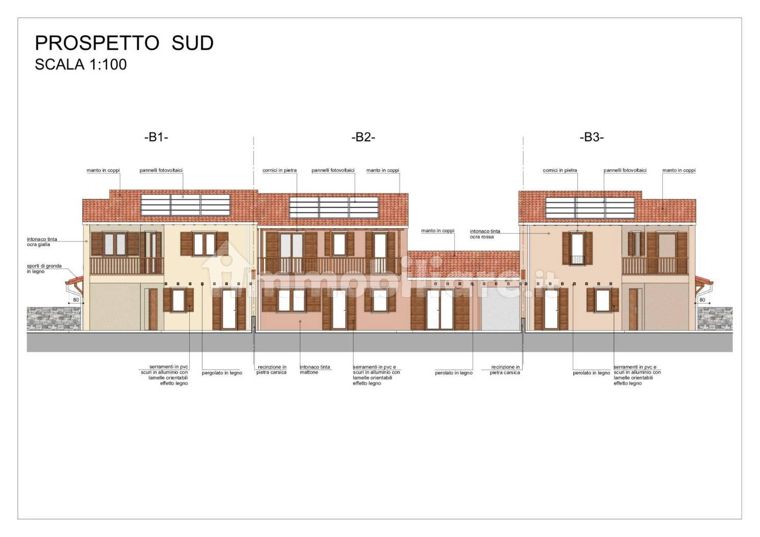 PROSPETTO SUD
SCALA 1:100
-B1-
-B2-
-B3-
manto in coppi
pannelli fotovoltaici
cornici in pietra
pannelli fotovoltaici
manto in coppi
cornici in pietra
pannelli fotovoltaici
manto in coppi
intonaco tinta
ocra gialla
manto in coppi
intonaco tinta
ocra rossa
sporti di gronda
in legno
immobiliare.it
80
80
serramenti in pvc
scuri in alluminio con
lamelle orientabili
effetto legno
pergolato in legno
recinzione in
pietra carsica
intonaco tinta
mattone
serramenti in pvc e
scuri in alluminio con
lamelle orientabili
effetto legno
perolato in legno
recinzione in
pietra carsica
perolato in legno
serramenti in pvc e
scuri in alluminio con
lamelle orientabili
effetto legno